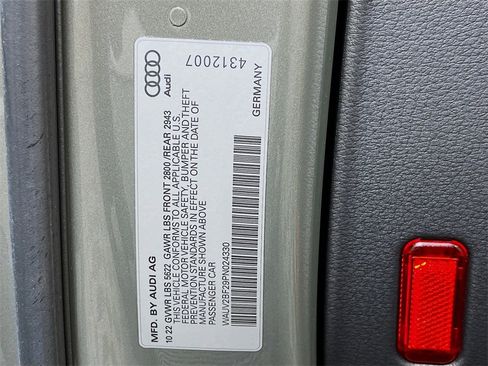 MFD. BY AUDI AG
10 22 GVWR LBS 5622 GAWR LBS FRONT 2800 /REAR 2943
THIS VEHICLE CONFORMS TO ALL APPLICABLE U.S.
FEDERAL MOTOR VEHICLE SAFETY, BUMPER AND THEFT
PREVENTION STANDARDS IN EFFECT ON THE DATE OF
MANUFACTURE SHOWN ABOVE
PASSENGER CAR
WAUV2BF29PN024330
Audi
4312007
GERMANY